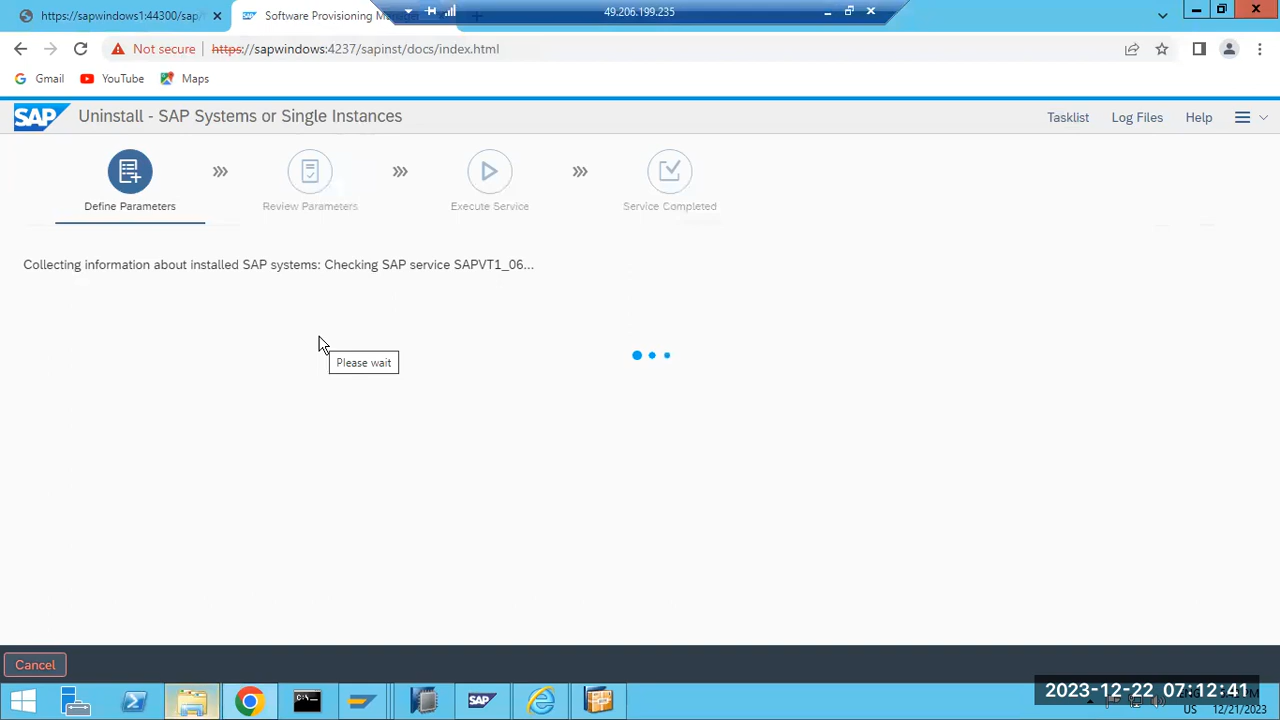 https://sapwindows1:44300/sap/
Software Provisioning Manage
49.206.199.235
Not secure
https://sapwindows:4237/sapinst/docs/index.html
Gmail
YouTube
Maps
SAP
Uninstall - SAP Systems or Single Instances
Tasklist
Log Files
Help
Define Parameters
Review Parameters
Execute Service
Service Completed
Collecting information about installed SAP systems: Checking SAP service SAPVT1_06...
Please wait
Cancel
SAP
2023-12-22 07:12:41
US
12/21/2023